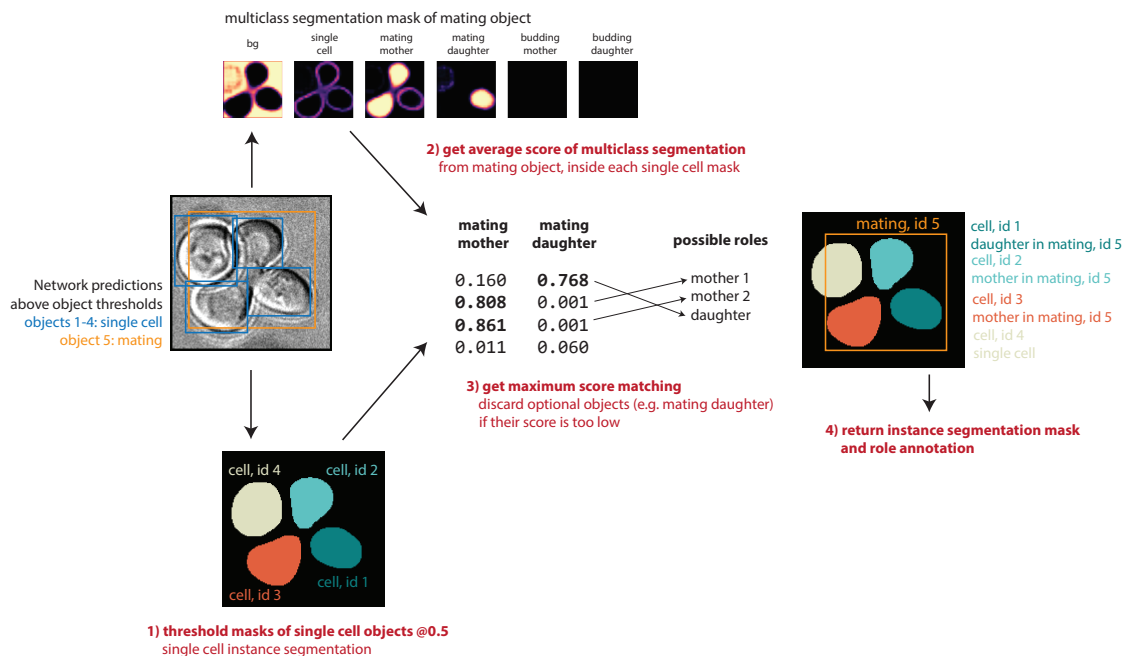 multiclass segmentation mask of mating object
bg
single
cell
mating
mother
mating
daughter
budding
mother
budding
daughter
2) get average score of multiclass segmentation
from mating object, inside each single cell mask
Network predictions
above object thresholds
objects 1-4: single cell
object 5: mating
mating
mother
mating
daughter
possible roles
0.160 0.768
0.808 0.001
0.861 0.001
0.011 0.060
mother 1
mother 2
daughter
3) get maximum score matching
discard optional objects (e.g. mating daughter)
if their score is too low
mating, id 5
cell, id 1
daughter in mating, id 5
cell, id 2
mother in mating, id 5
cell, id 3
mother in mating, id 5
cell, id 4
single cell
4) return instance segmentation mask
and role annotation
cell, id 4
cell, id 2
cell, id 1
cell, id 3
1) threshold masks of single cell objects @0.5
single cell instance segmentation